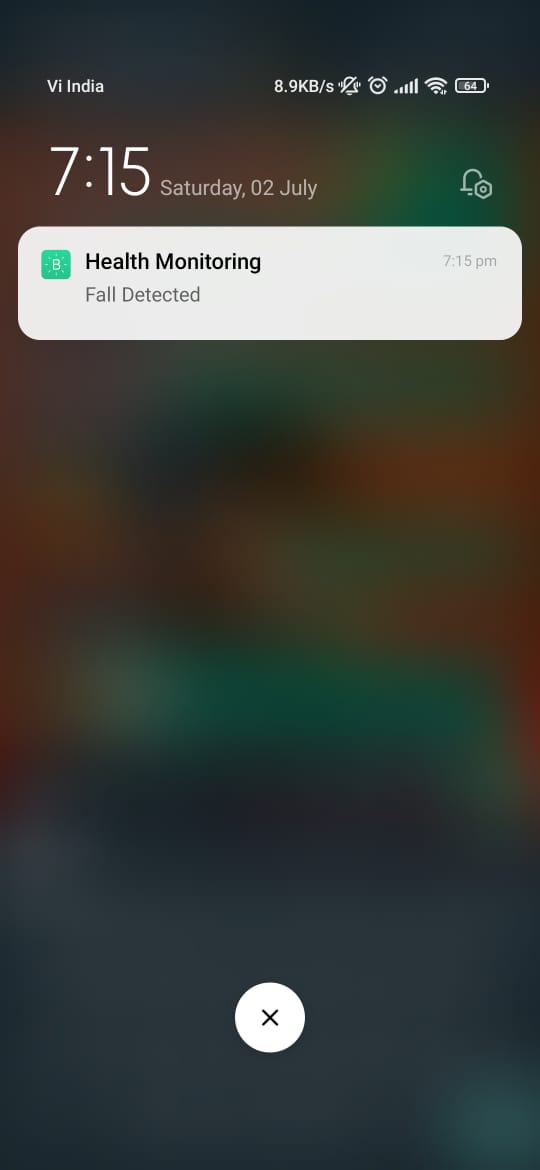 Vi India 8.9KB/s 64
7:15 Saturday, 02 July
B Health Monitoring 7:15 pm
Fall Detected